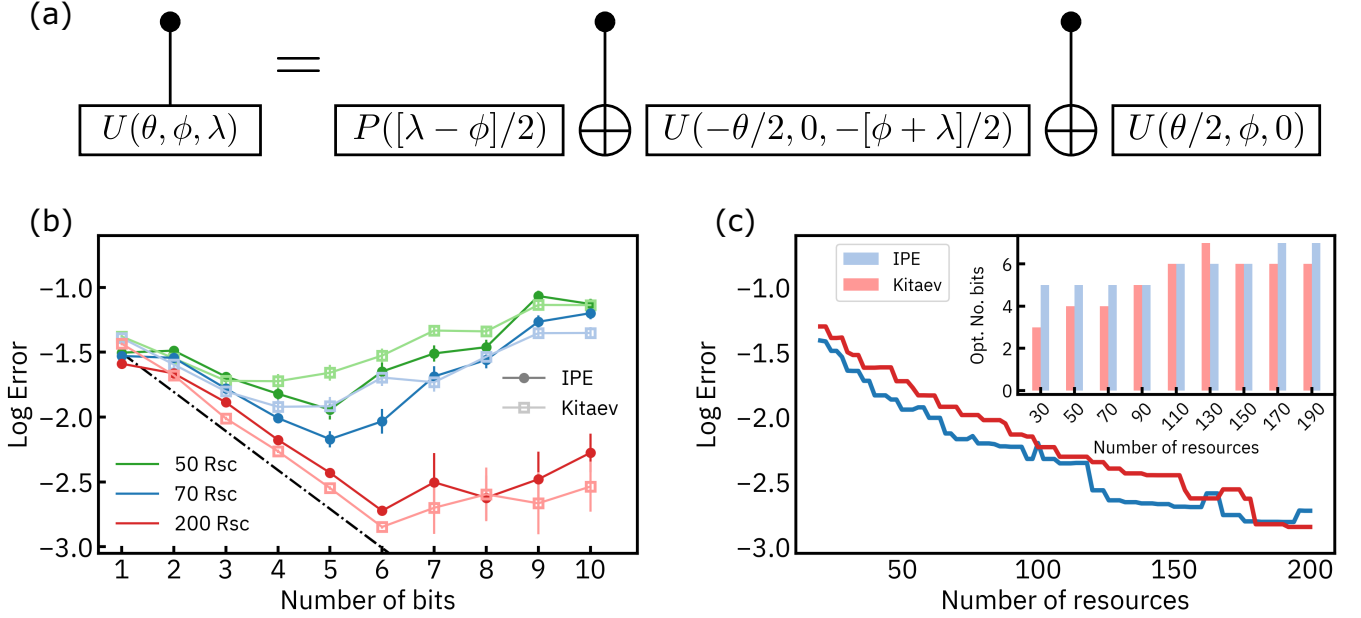 (a)
U(θ, ϕ, λ)
=
P([λ − ϕ]/2)
U(−θ/2, 0, −[ϕ + λ]/2)
U(θ/2, ϕ, 0)
(b)
Log Error
−1.0
−1.5
−2.0
−2.5
−3.0
IPE
Kitaev
50 Rsc
70 Rsc
200 Rsc
1 2 3 4 5 6 7 8 9 10
Number of bits
(c)
Log Error
−1.0
−1.5
−2.0
−2.5
−3.0
IPE
Kitaev
Opt. No. bits
6
4
2
0
30 50 70 90 110 130 150 170 190
Number of resources
50 100 150 200
Number of resources